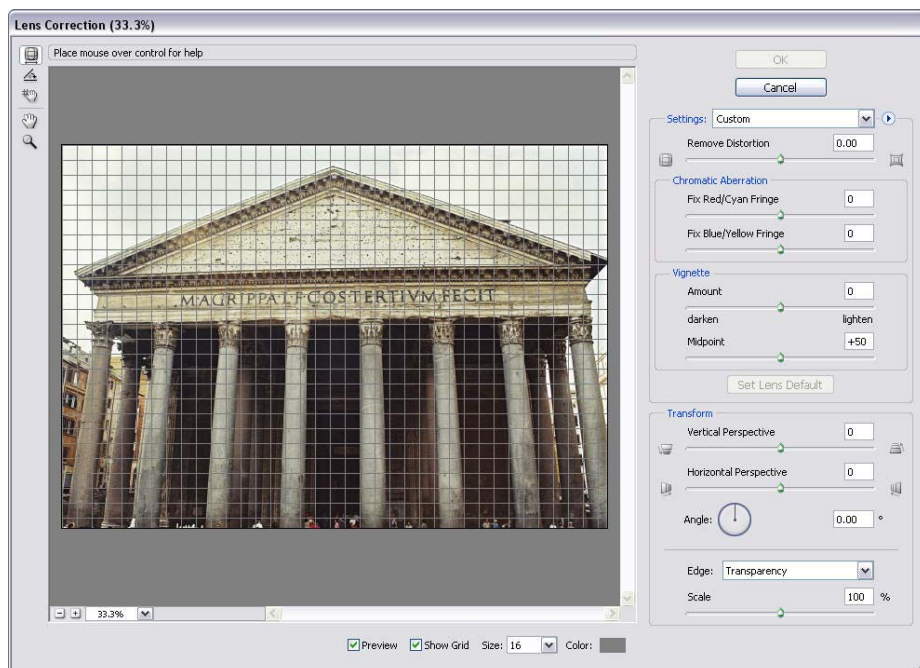 Lens Correction (33.3%)
Place mouse over control for help
OK
Cancel
Settings: Custom
Remove Distortion 0.00
Chromatic Aberration
Fix Red/Cyan Fringe 0
Fix Blue/Yellow Fringe 0
Vignette
Amount 0
darken lighten
Midpoint +50
Set Lens Default
Transform
Vertical Perspective 0
Horizontal Perspective 0
Angle: 0.00 °
Edge: Transparency
Scale 100 %
M·AGRIPPA·L·F·COS·TERTIVM·FECIT
33.3%
Preview Show Grid Size: 16 Color: